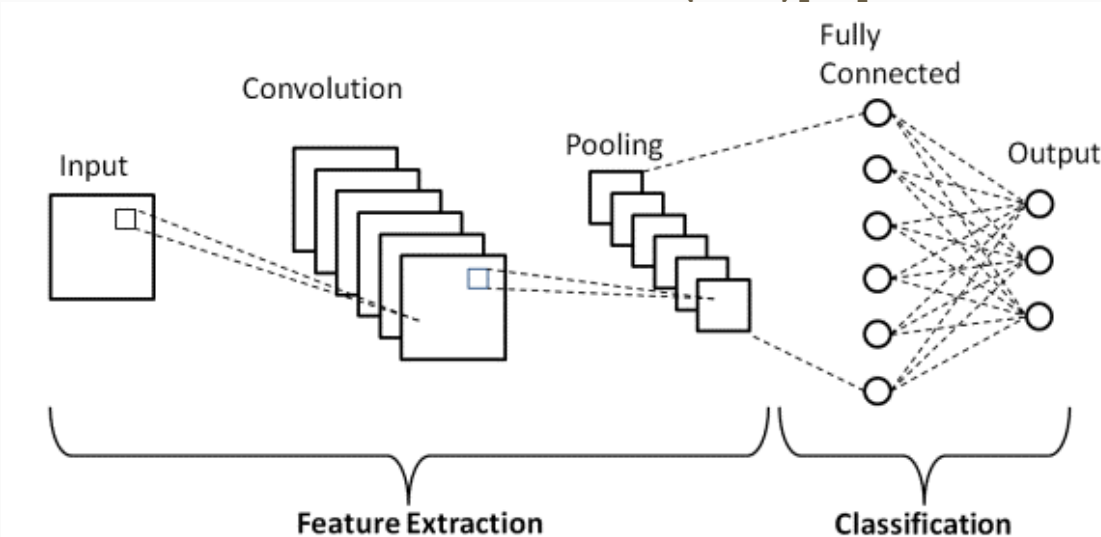 Fully
Connected
Convolution
Pooling
Output
Input
Feature Extraction
Classification